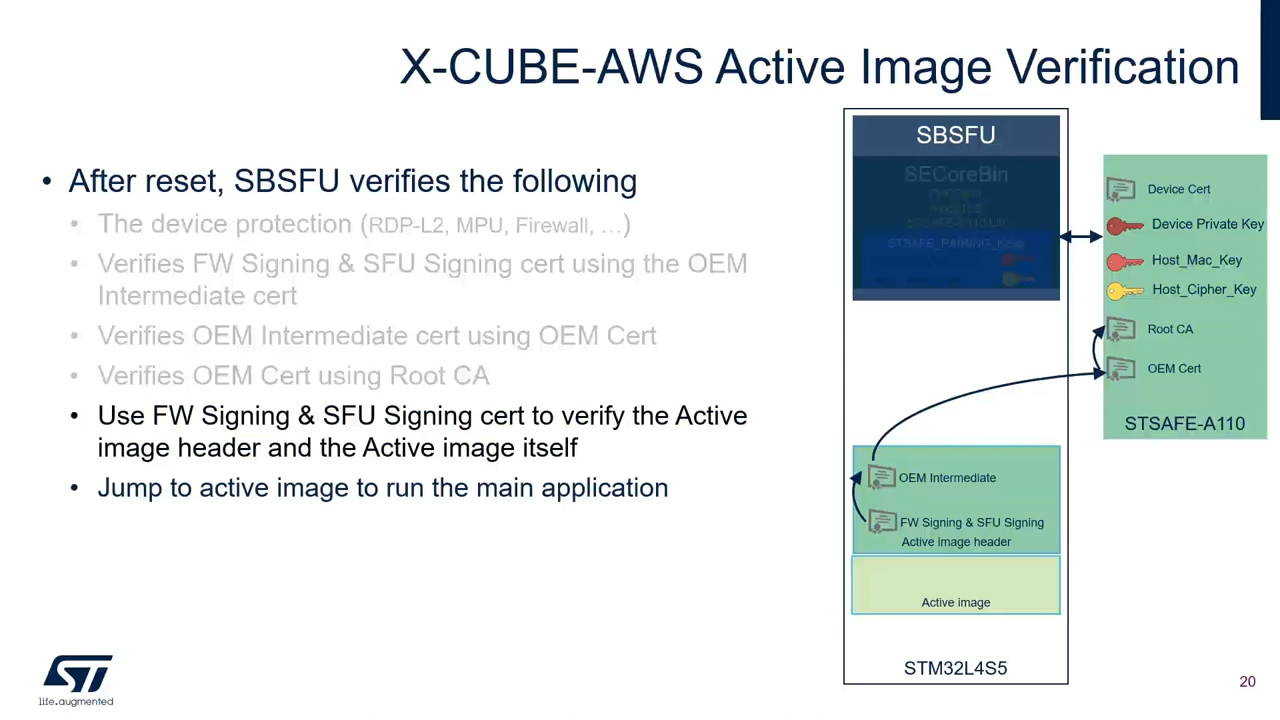 X-CUBE-AWS Active Image Verification
• After reset, SBSFU verifies the following
• The device protection (RDP-L2, MPU, Firewall, …)
• Verifies FW Signing & SFU Signing cert using the OEM
Intermediate cert
• Verifies OEM Intermediate cert using OEM Cert
• Verifies OEM Cert using Root CA
• Use FW Signing & SFU Signing cert to verify the Active
image header and the Active image itself
• Jump to active image to run the main application
SBSFU
SECoreBin
STSAFE_PAIRING_Keys
OEM Intermediate
FW Signing & SFU Signing
Active image header
Active image
STM32L4S5
Device Cert
Device Private Key
Host_Mac_Key
Host_Cipher_Key
Root CA
OEM Cert
STSAFE-A110
ST
life.augmented
20